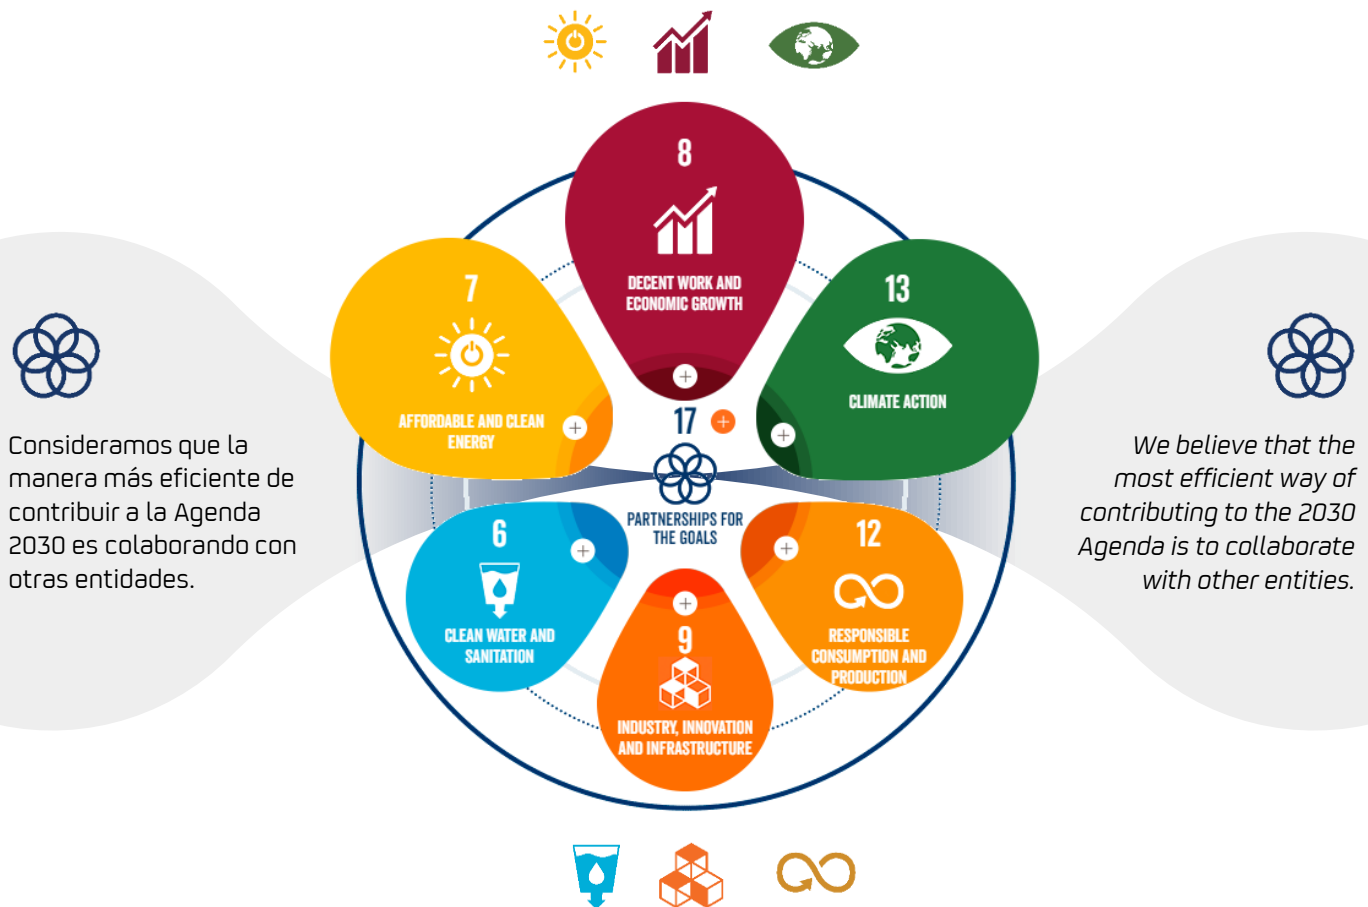 8
DECENT WORK AND
ECONOMIC GROWTH
7
AFFORDABLE AND CLEAN
ENERGY
13
CLIMATE ACTION
17
PARTNERSHIPS FOR
THE GOALS
6
CLEAN WATER AND
SANITATION
12
RESPONSIBLE
CONSUMPTION AND
PRODUCTION
9
INDUSTRY, INNOVATION
AND INFRASTRUCTURE
Consideramos que la
manera más eficiente de
contribuir a la Agenda
2030 es colaborando con
otras entidades.
We believe that the
most efficient way of
contributing to the 2030
Agenda is to collaborate
with other entities.